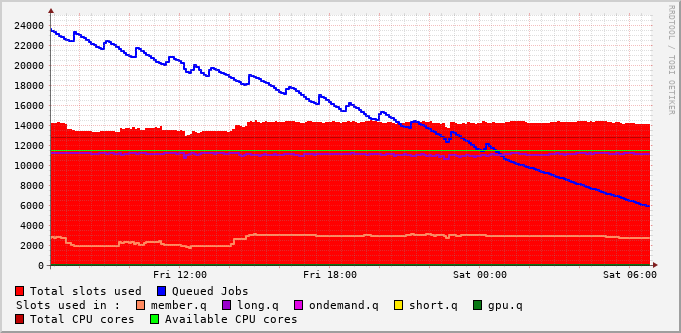 24000
22000
20000
18000
16000
14000
12000
10000
8000
6000
4000
2000
0
Fri 12:00 Fri 18:00 Sat 00:00 Sat 06:00
RRDTOOL / TOBI OETIKER
Total slots used Queued Jobs
Slots used in : member.q long.q ondemand.q short.q gpu.q
Total CPU cores Available CPU cores